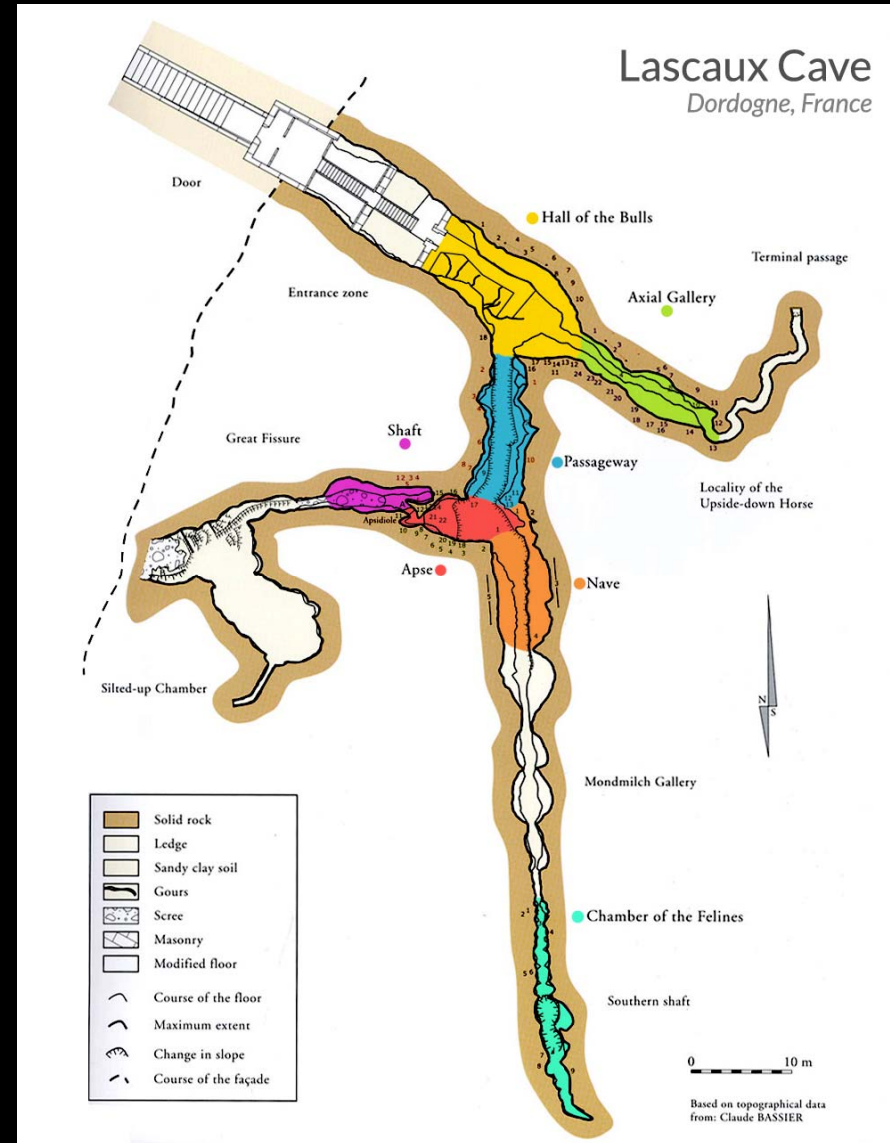 Lascaux Cave
Dordogne, France
Door
Hall of the Bulls
Terminal passage
Entrance zone
Axial Gallery
Great Fissure
Shaft
Passageway
Locality of the
Upside-down Horse
Apsidiole
Apse
Nave
Silted-up Chamber
N
S
Mondmilch Gallery
Solid rock
Ledge
Sandy clay soil
Gours
Scree
Masonry
Modified floor
Course of the floor
Maximum extent
Change in slope
Course of the façade
Chamber of the Felines
Southern shaft
0 10 m
Based on topographical data
from: Claude BASSIER